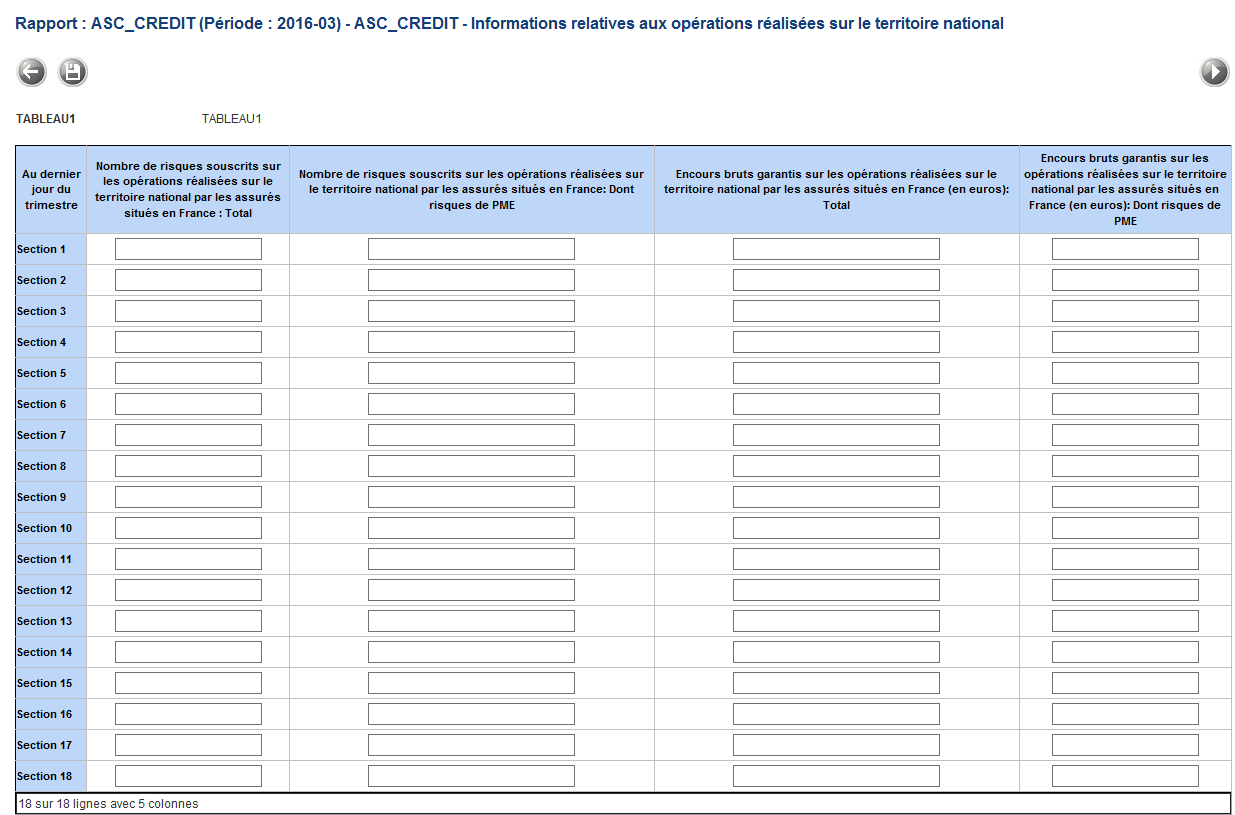 Rapport : ASC_CREDIT (Période : 2016-03) - ASC_CREDIT - Informations relatives aux opérations réalisées sur le territoire national
TABLEAU1 TABLEAU1
Au dernier
jour du
trimestre
Nombre de risques souscrits sur
les opérations réalisées sur le
territoire national par les assurés
situés en France : Total
Nombre de risques souscrits sur les opérations réalisées sur
le territoire national par les assurés situés en France: Dont
risques de PME
Encours bruts garantis sur les opérations réalisées sur le
territoire national par les assurés situés en France (en euros):
Total
Encours bruts garantis sur les
opérations réalisées sur le territoire
national par les assurés situés en
France (en euros): Dont risques de
PME
Section 1
Section 2
Section 3
Section 4
Section 5
Section 6
Section 7
Section 8
Section 9
Section 10
Section 11
Section 12
Section 13
Section 14
Section 15
Section 16
Section 17
Section 18
18 sur 18 lignes avec 5 colonnes